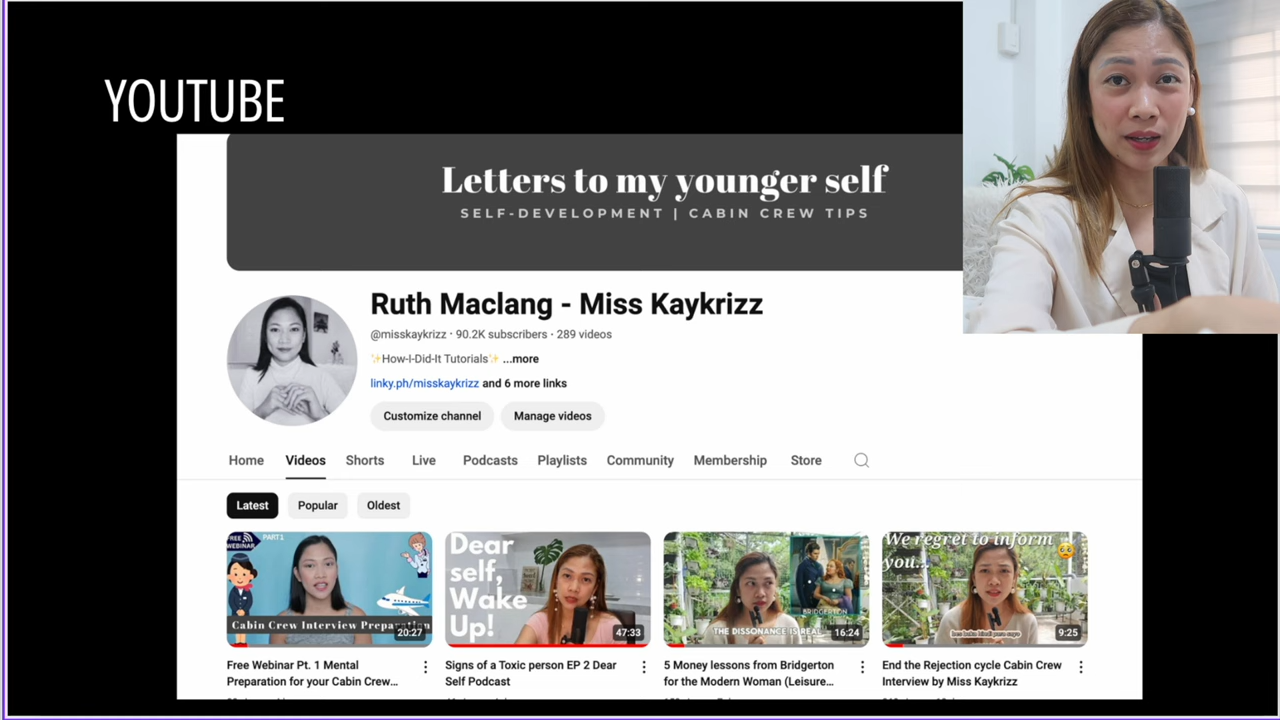 YOUTUBE
Letters to my younger self
SELF-DEVELOPMENT | CABIN CREW TIPS
Ruth Maclang - Miss Kaykrizz
@misskaykrizz · 90.2K subscribers · 289 videos
✨How-I-Did-It Tutorials✨ ...more
linky.ph/misskaykrizz and 6 more links
Customize channel Manage videos
Home Videos Shorts Live Podcasts Playlists Community Membership Store
Latest Popular Oldest
FREE WEBINAR
PART1
Cabin Crew Interview Preparation
20:27
Dear
self,
Wake
Up!
47:33
BRIDGERTON
THE DISSONANCE IS REAL
16:24
We regret to inform
you...
9:25
Free Webinar Pt. 1 Mental
Preparation for your Cabin Crew...
Signs of a Toxic person EP 2 Dear
Self Podcast
5 Money lessons from Bridgerton
for the Modern Woman (Leisure...
End the Rejection cycle Cabin Crew
Interview by Miss Kaykrizz